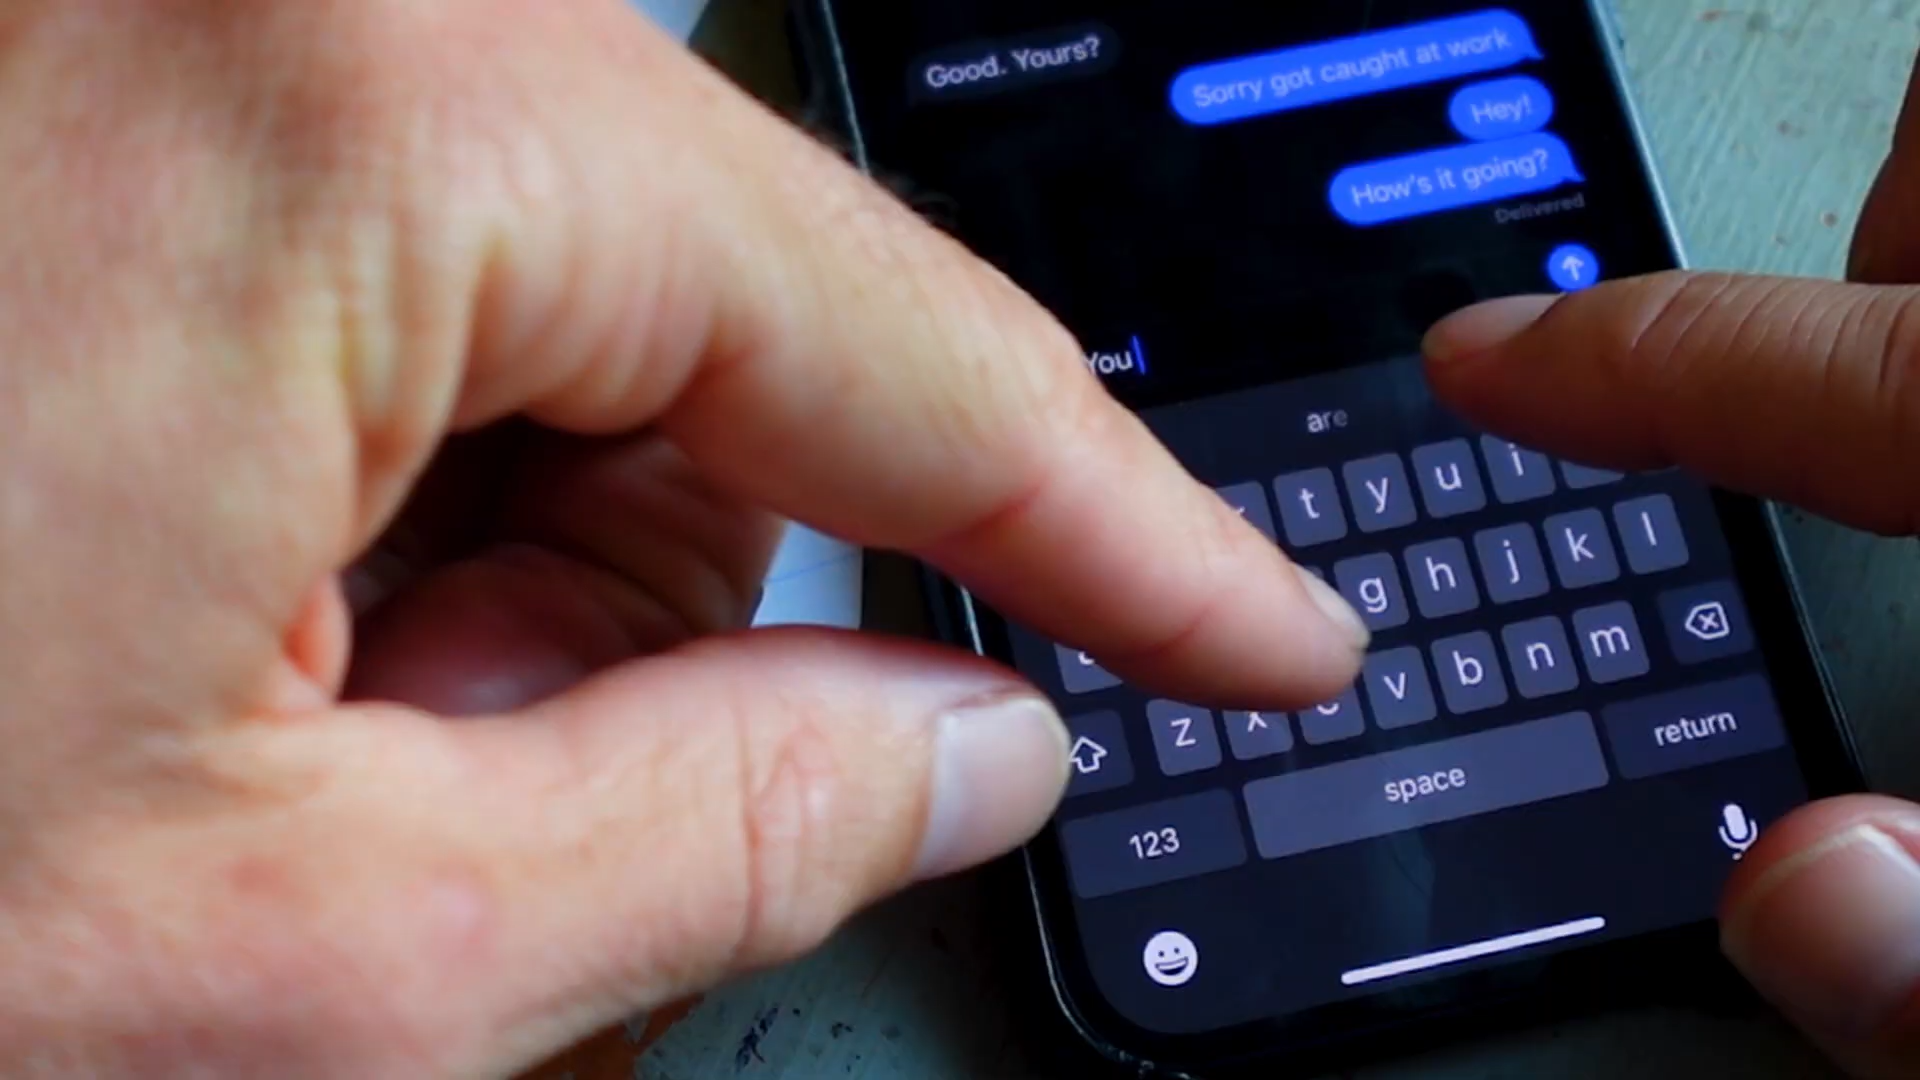 Good. Yours?
Sorry got caught at work
Hey!
How's it going?
Delivered
You
are
t y u i
g h j k l
z x c v b n m
123 space return